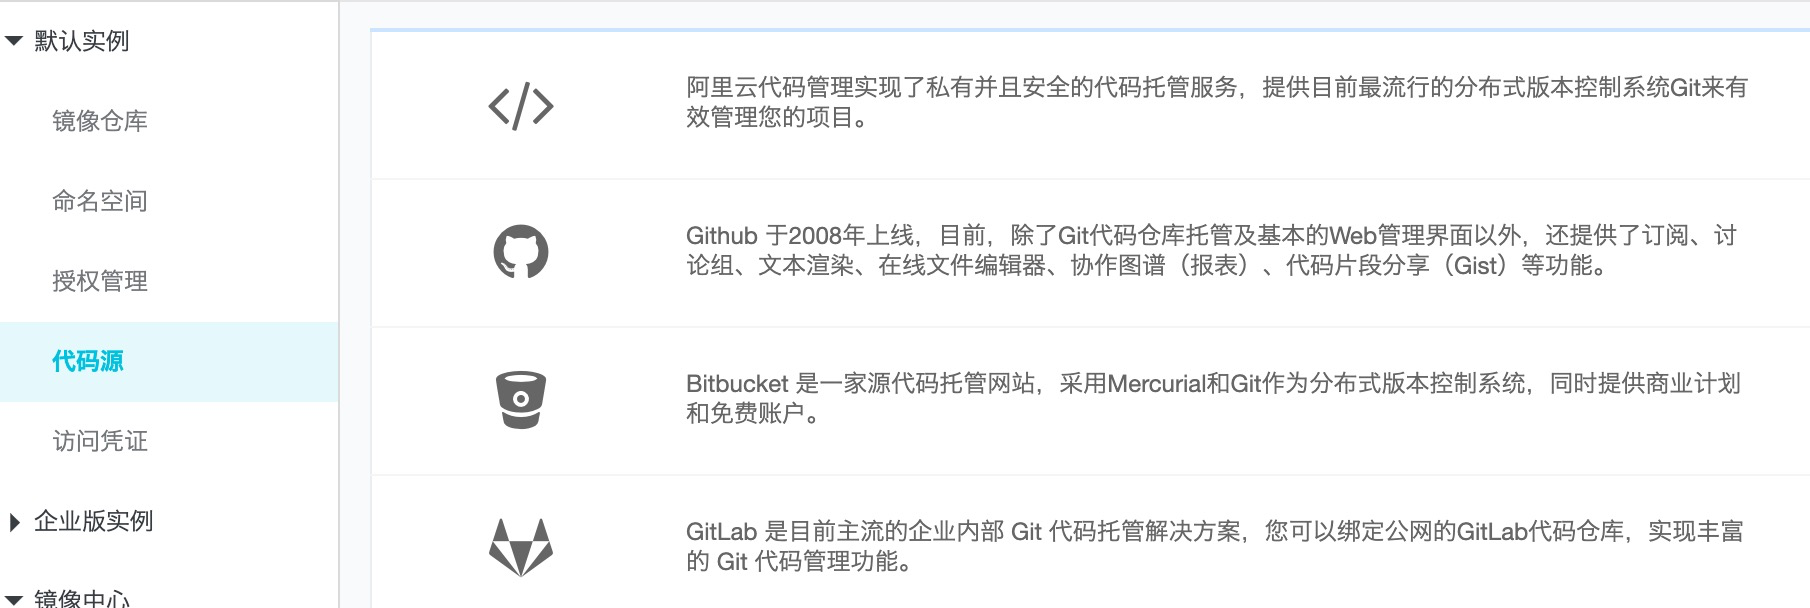 默认实例
镜像仓库
命名空间
授权管理
代码源
访问凭证
企业版实例
镜像中心
阿里云代码管理实现了私有并且安全的代码托管服务，提供目前最流行的分布式版本控制系统Git来有
效管理您的项目。
Github 于2008年上线，目前，除了Git代码仓库托管及基本的Web管理界面以外，还提供了订阅、讨
论组、文本渲染、在线文件编辑器、协作图谱（报表）、代码片段分享（Gist）等功能。
Bitbucket 是一家源代码托管网站，采用Mercurial和Git作为分布式版本控制系统，同时提供商业计划
和免费账户。
GitLab 是目前主流的企业内部 Git 代码托管解决方案，您可以绑定公网的GitLab代码仓库，实现丰富
的 Git 代码管理功能。